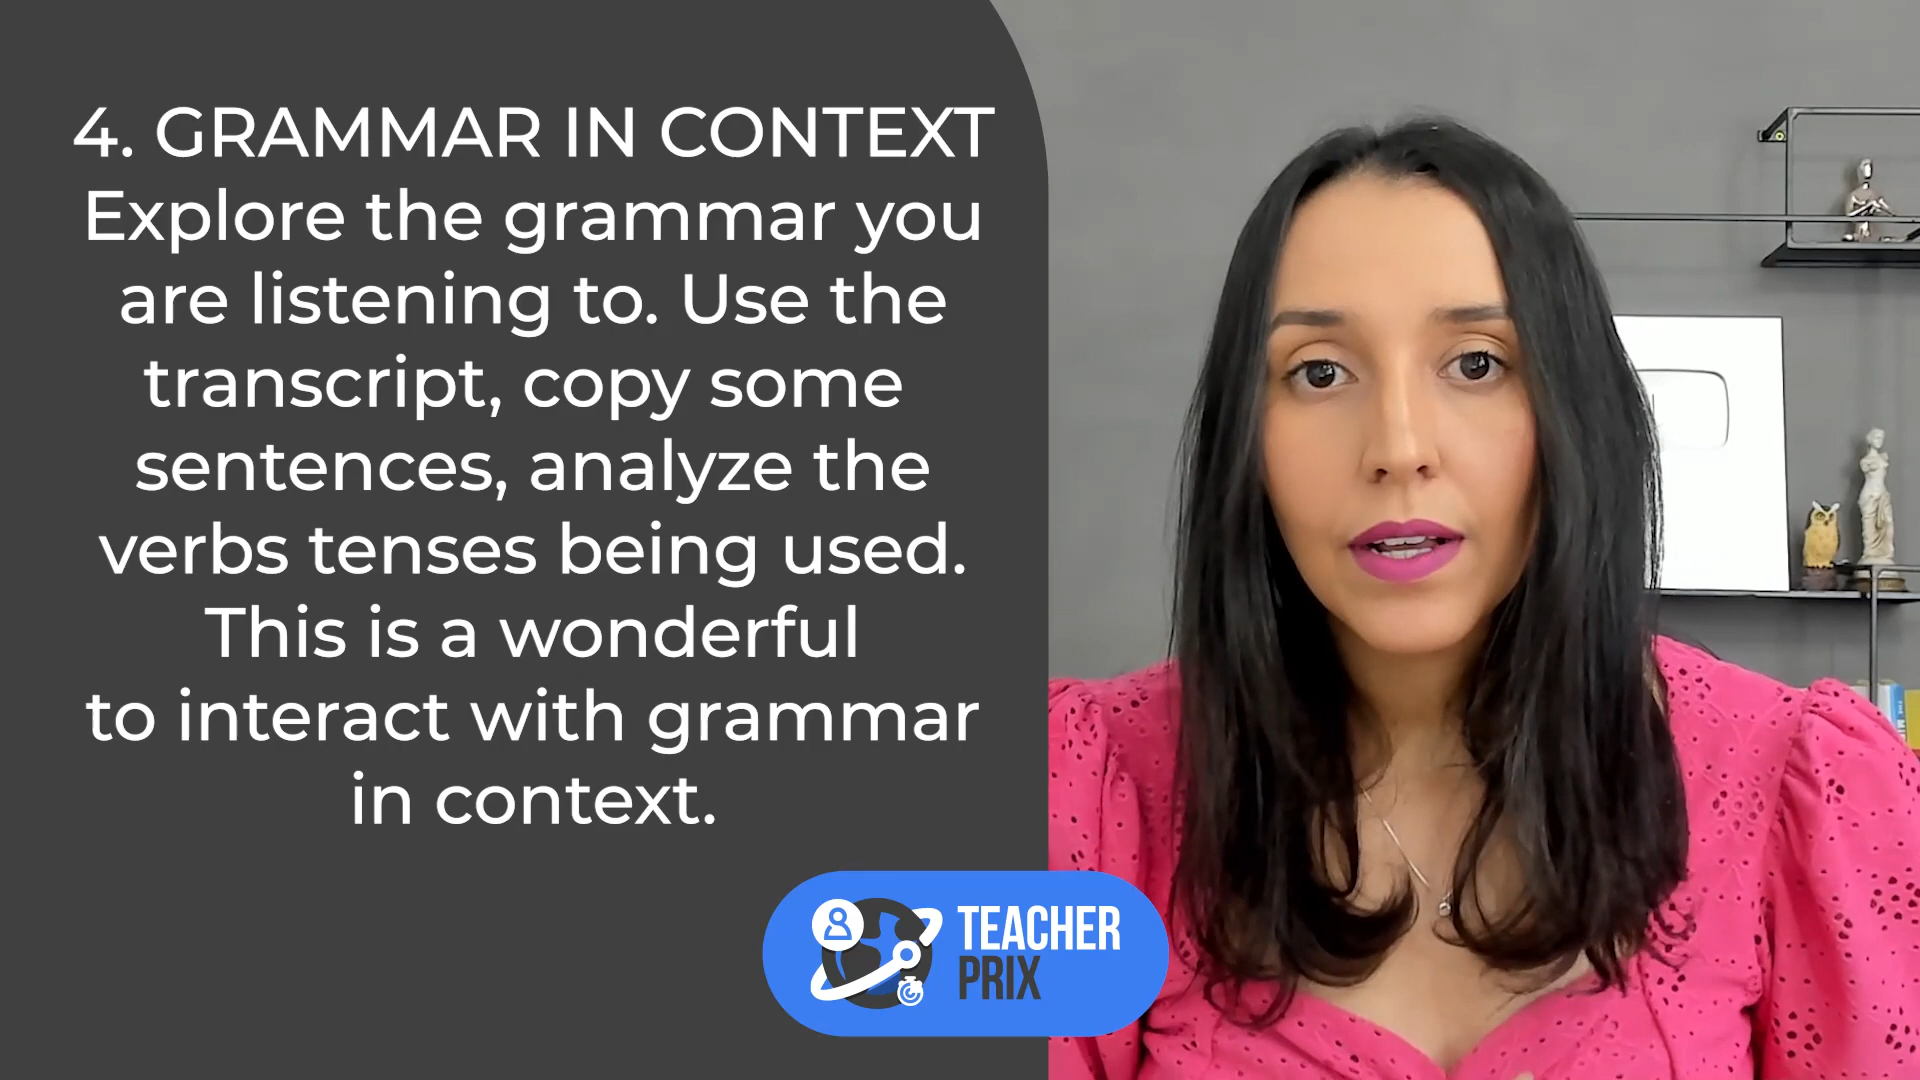 4. GRAMMAR IN CONTEXT
Explore the grammar you
are listening to. Use the
transcript, copy some
sentences, analyze the
verbs tenses being used.
This is a wonderful
to interact with grammar
in context.
TEACHER
PRIX